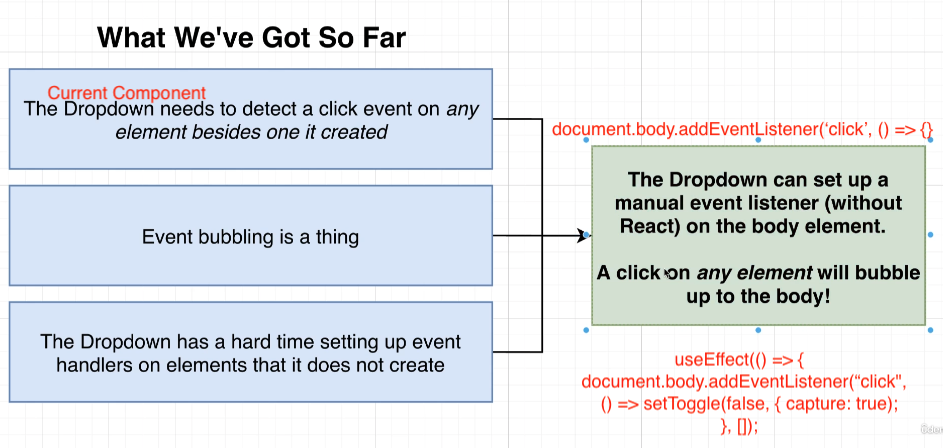 What We've Got So Far
Current Component
The Dropdown needs to detect a click event on any
element besides one it created
Event bubbling is a thing
The Dropdown has a hard time setting up event
handlers on elements that it does not create
document.body.addEventListener(‘click’, () => {}
The Dropdown can set up a
manual event listener (without
React) on the body element.
A click on any element will bubble
up to the body!
useEffect(() => {
document.body.addEventListener(“click",
() => setToggle(false, { capture: true);
}, []);